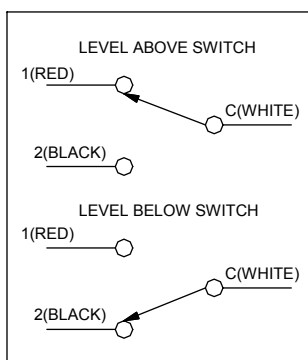 LEVEL ABOVE SWITCH
1(RED)
C(WHITE)
2(BLACK)
LEVEL BELOW SWITCH
1(RED)
C(WHITE)
2(BLACK)